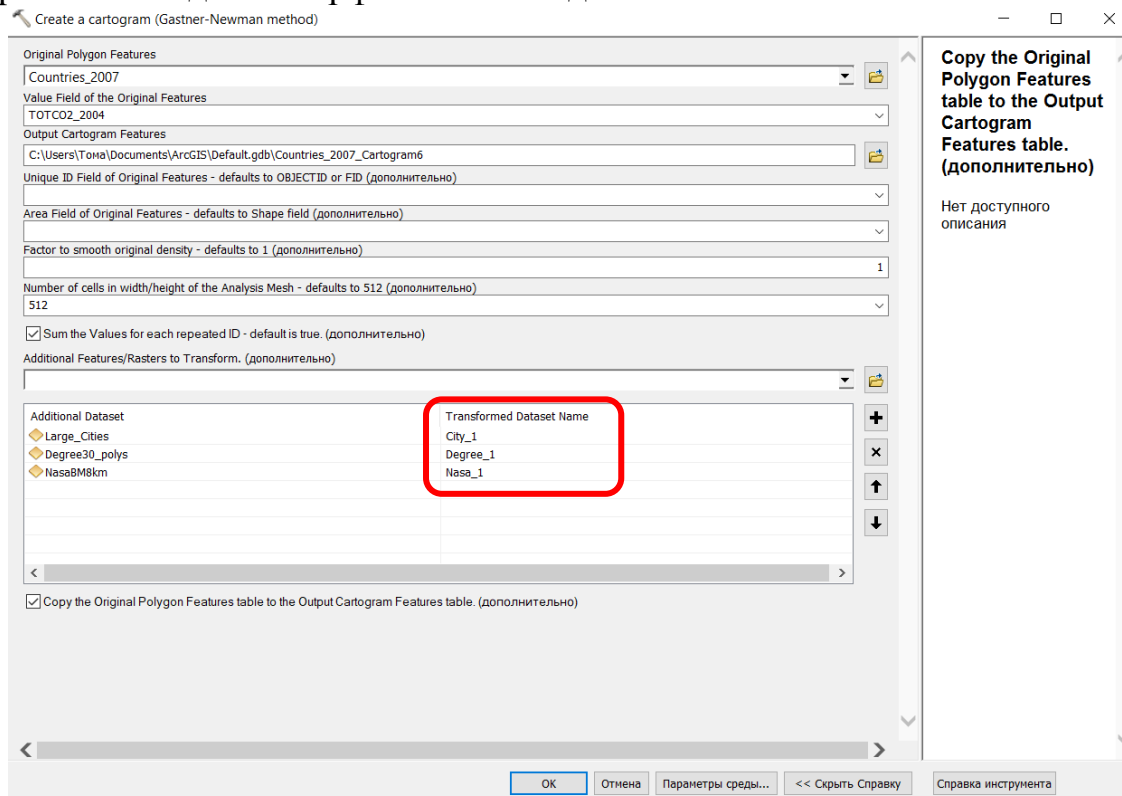 Create a cartogram (Gastner-Newman method)
Original Polygon Features
Countries_2007
Value Field of the Original Features
TOTCO2_2004
Output Cartogram Features
C:\Users\Тома\Documents\ArcGIS\Default.gdb\Countries_2007_Cartogram6
Unique ID Field of Original Features - defaults to OBJECTID or FID (дополнительно)
Area Field of Original Features - defaults to Shape field (дополнительно)
Factor to smooth original density - defaults to 1 (дополнительно)
1
Number of cells in width/height of the Analysis Mesh - defaults to 512 (дополнительно)
512
Sum the Values for each repeated ID - default is true. (дополнительно)
Additional Features/Rasters to Transform. (дополнительно)
Additional Dataset Transformed Dataset Name
Large_Cities City_1
Degree30_polys Degree_1
NasaBM8km Nasa_1
Copy the Original Polygon Features table to the Output Cartogram Features table. (дополнительно)
Copy the Original
Polygon Features
table to the Output
Cartogram
Features table.
(дополнительно)
Нет доступного
описания
OK Отмена Параметры среды... << Скрыть Справку Справка инструмента